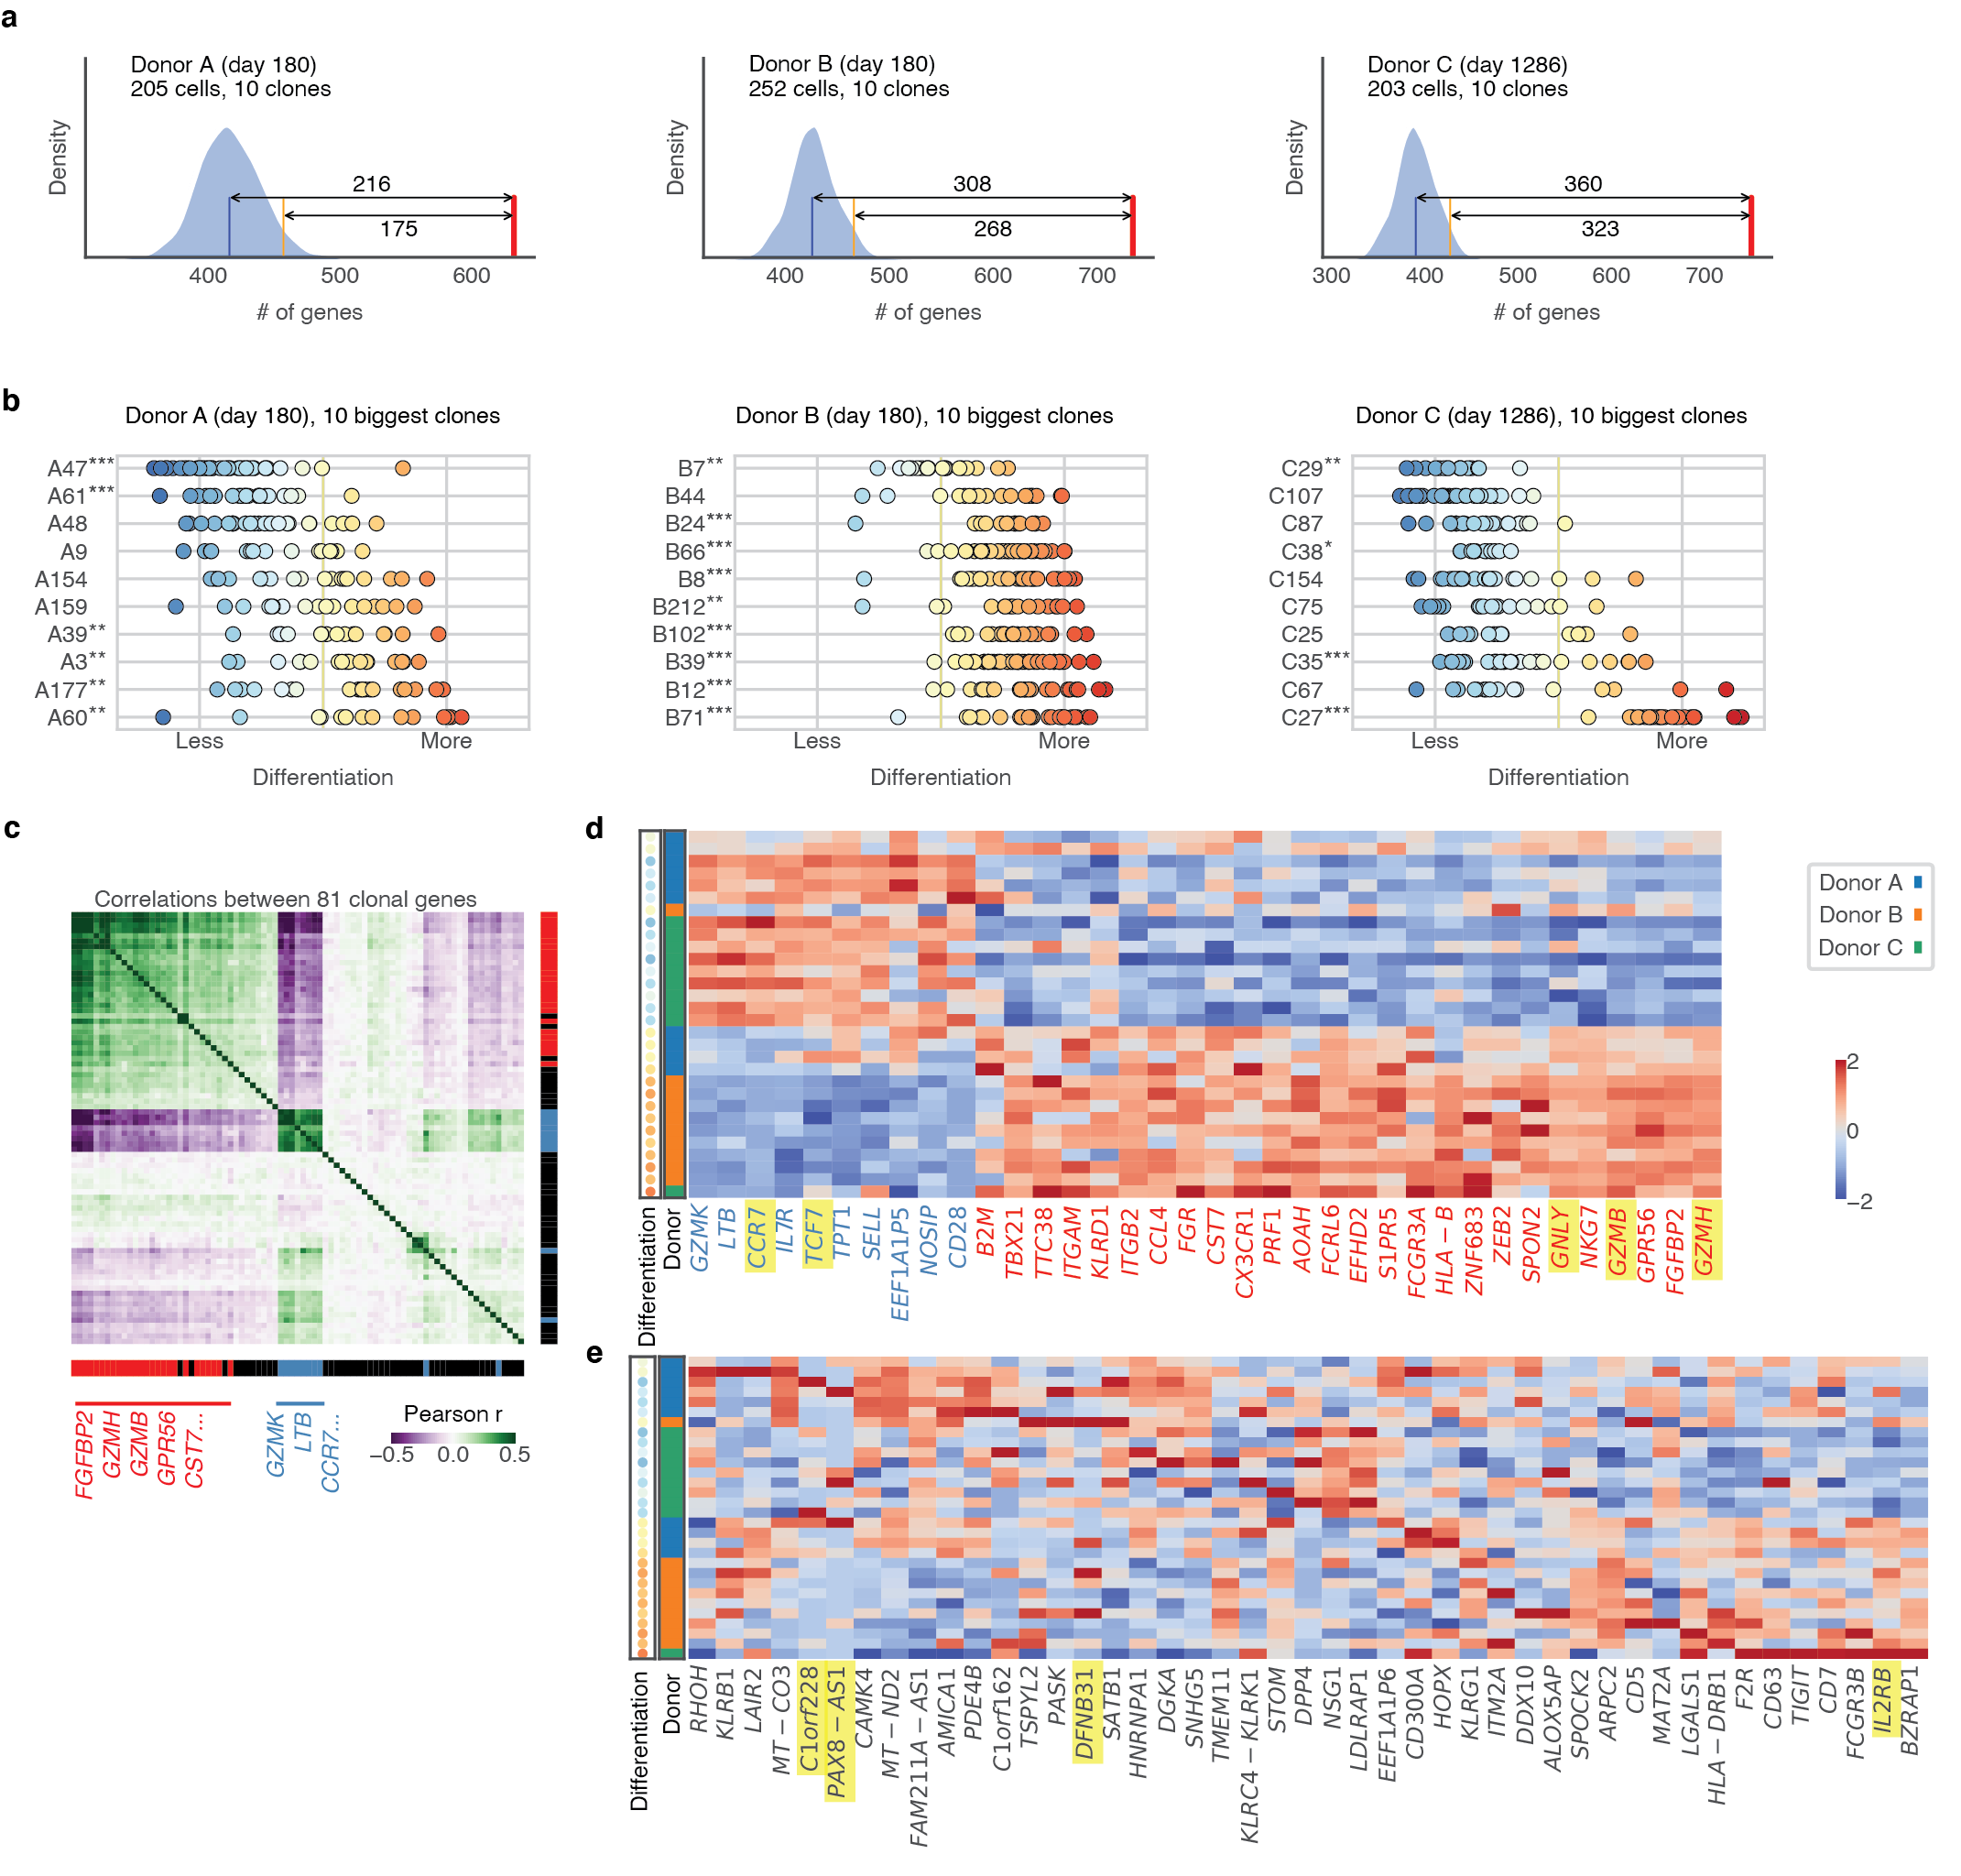 a
Donor A (day 180)
205 cells, 10 clones
Density
216
175
400 500 600
# of genes
Donor B (day 180)
252 cells, 10 clones
Density
308
268
400 500 600 700
# of genes
Donor C (day 1286)
203 cells, 10 clones
Density
360
323
300 400 500 600 700
# of genes
b
Donor A (day 180), 10 biggest clones
A47***
A61***
A48
A9
A154
A159
A39**
A3**
A177**
A60**
Less More
Differentiation
Donor B (day 180), 10 biggest clones
B7**
B44
B24***
B66***
B8***
B212**
B102***
B39***
B12***
B71***
Less More
Differentiation
Donor C (day 1286), 10 biggest clones
C29**
C107
C87
C38*
C154
C75
C25
C35***
C67
C27***
Less More
Differentiation
c
Correlations between 81 clonal genes
FGFBP2
GZMH
GZMB
GPR56
CST7...
GZMK
LTB
CCR7...
Pearson r
−0.5 0.0 0.5
d
Differentiation
Donor
GZMK
LTB
CCR7
IL7R
TCF7
TPT1
SELL
EEF1A1P5
NOSIP
CD28
B2M
TBX21
TTC38
ITGAM
KLRD1
ITGB2
CCL4
FGR
CST7
CX3CR1
PRF1
AOAH
FCRL6
EFHD2
S1PR5
FCGR3A
HLA − B
ZNF683
ZEB2
SPON2
GNLY
NKG7
GZMB
GPR56
FGFBP2
GZMH
Donor A
Donor B
Donor C
2
0
−2
e
Differentiation
Donor
RHOH
KLRB1
LAIR2
MT − CO3
C1orf228
PAX8 − AS1
CAMK4
MT − ND2
FAM211A − AS1
AMICA1
PDE4B
C1orf162
TSPYL2
PASK
DFNB31
SATB1
HNRNPA1
DGKA
SNHG5
TMEM11
KLRC4 − KLRK1
STOM
DPP4
NSG1
LDLRAP1
EEF1A1P6
CD300A
HOPX
KLRG1
ITM2A
DDX10
ALOX5AP
SPOCK2
ARPC2
CD5
MAT2A
LGALS1
HLA − DRB1
F2R
CD63
TIGIT
CD7
FCGR3B
IL2RB
BZRAP1